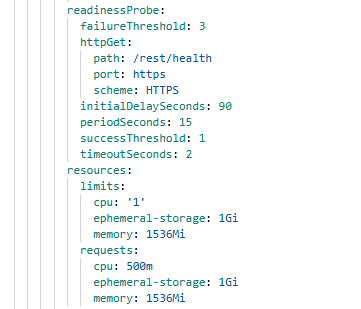 readinessProbe:
  failureThreshold: 3
  httpGet:
    path: /rest/health
    port: https
    scheme: HTTPS
  initialDelaySeconds: 90
  periodSeconds: 15
  successThreshold: 1
  timeoutSeconds: 2
resources:
  limits:
    cpu: '1'
    ephemeral-storage: 1Gi
    memory: 1536Mi
  requests:
    cpu: 500m
    ephemeral-storage: 1Gi
    memory: 1536Mi